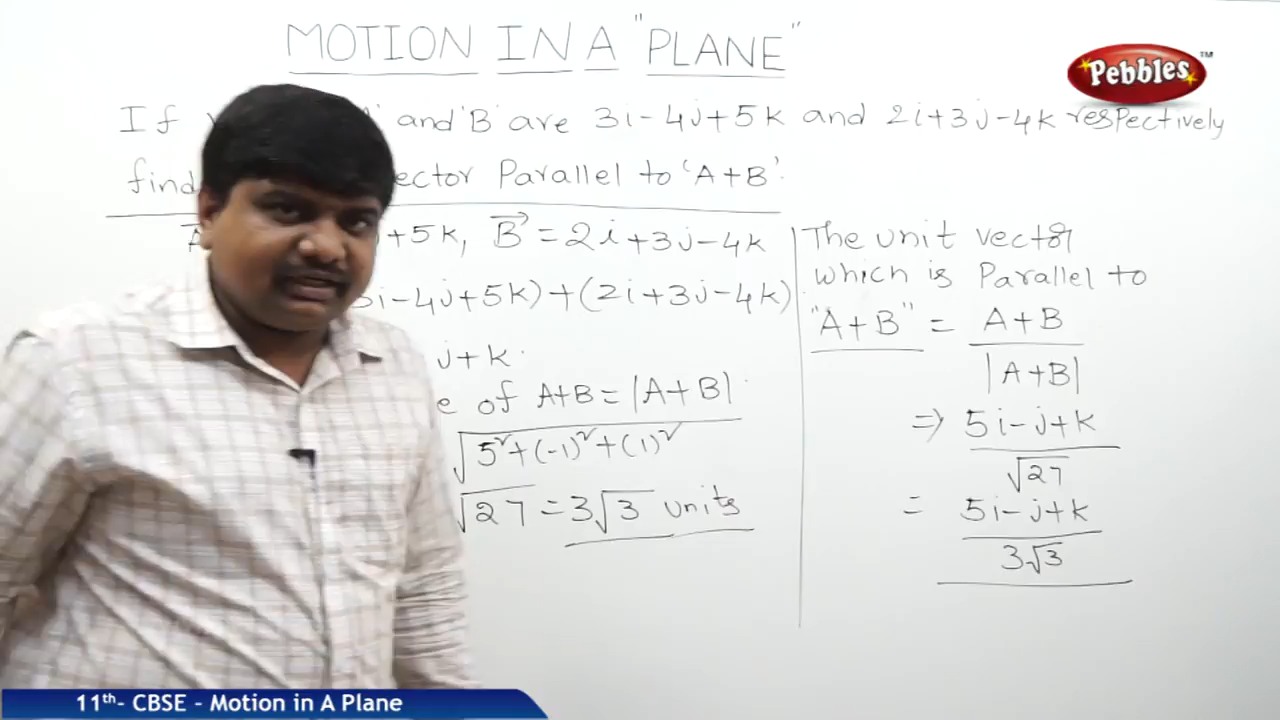 MOTION IN A "PLANE"
Pebbles™
If and 'B' are 3i-4j+5k and 2i+3j-4k respectively
find Parallel to 'A+B'.
+5k, B⃗ = 2i+3j-4k
i-4j+5k)+(2i+3j-4k)
j+k.
of A+B = |A+B|.
√5²+(-1)²+(1)²
√27 = 3√3 units
The unit vector
which is Parallel to
"A+B" = A+B
|A+B|
⇒ 5i-j+k
√27
= 5i-j+k
3√3
11th- CBSE - Motion in A Plane